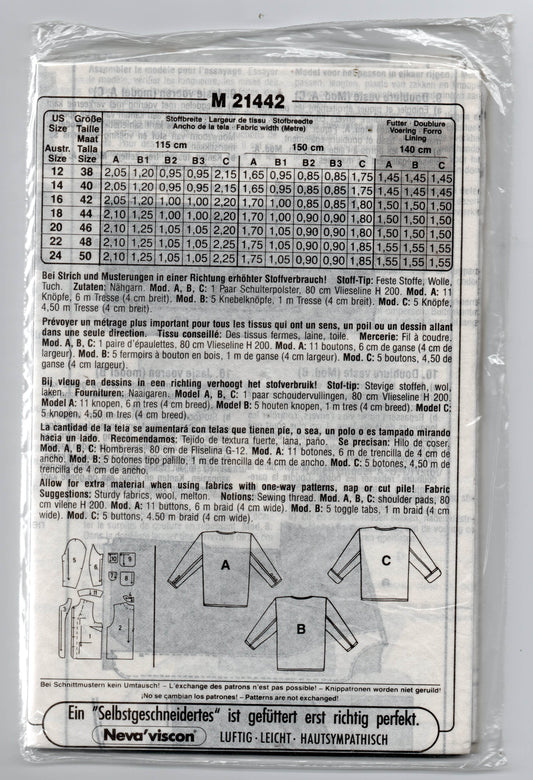 M 21442
US Size Größe Taille Maat Talla Size Stoffbreite · Largeur de tissu · Stoffbreedte Futter · Doublure
Ancho de la tela · Fabric width (Metre) Voering · Forro
Austr. Size Lining
115 cm 150 cm 140 cm
A B1 B2 B3 C A B1 B2 B3 C A B C
12 38 2,05 1,20 0,95 0,95 2,15 1,65 0,95 0,85 0,85 1,75 1,45 1,45 1,45
14 40 2,05 1,20 0,95 0,95 2,15 1,65 0,95 0,85 0,85 1,75 1,45 1,45 1,45
16 42 2,05 1,20 1,00 1,00 2,20 1,70 1,00 0,85 0,85 1,80 1,50 1,50 1,50
18 44 2,10 1,25 1,00 1,00 2,20 1,70 1,00 0,90 0,90 1,80 1,50 1,50 1,50
20 46 2,10 1,25 1,05 1,05 2,20 1,75 1,00 0,90 0,90 1,80 1,50 1,50 1,50
22 48 2,10 1,25 1,05 1,05 2,25 1,75 1,05 0,90 0,90 1,85 1,55 1,55 1,55
24 50 2,10 1,25 1,05 1,05 2,25 1,75 1,05 0,90 0,90 1,85 1,55 1,55 1,55
Bei Strich und Musterungen in einer Richtung erhöhter Stoffverbrauch! Stoff-Tip: Feste Stoffe, Wolle,
Tuch. Zutaten: Nähgarn. Mod. A, B, C: 1 Paar Schulterpolster, 80 cm Vlieseline H 200. Mod. A: 11
Knöpfe, 6 m Tresse (4 cm breit). Mod. B: 5 Knebelknöpfe, 1 m Tresse (4 cm breit). Mod. C: 5 Knöpfe,
4,50 m Tresse (4 cm breit).
Prévoyer un métrage plus important pour tous les tissus qui ont un sens, un poil ou un dessin allant
dans une seule direction. Tissu conseillé: Des tissus fermes, laine, toile. Mercerie: Fil à coudre.
Mod. A, B, C: 1 paire d'épaulettes, 80 cm Vlieseline H 200. Mod. A: 11 boutons, 6 cm de ganse (4 cm de
largeur). Mod. B: 5 fermoirs à bouton en bois, 1 m de ganse (4 cm largeur). Mod. C: 5 boutons, 4,50 de
ganse (4 cm largeur).
Bij vleug en dessins in een richting verhoogt het stofverbruik! Stof-tip: Stevige stoffen, wol,
laken. Fournituren: Naaigaren. Model A, B, C: 1 paar schoudervullingen, 80 cm Vlieseline H 200.
Model A: 11 knopen, 6 m tres (4 cm breed). Model B: 5 houten knopen, 1 m tres (4 cm breed). Model C:
5 knopen, 4,50 m tres (4 cm breed).
La cantidad de la tela se aumentará con telas que tienen pie, o sea, un polo o es tampado mirando
hacia un lado. Recomendamos: Tejido de textura fuerte, lana, paño. Se precisan: Hilo de coser.
Mod. A, B, C: Hombreras. 80 cm de Fliselina G-12. Mod. A: 11 botones, 6 m de trencilla de 4 cm de
ancho. Mod. B: 5 botones tipo palillo, 1 m de trencilla de 4 cm de ancho. Mod. C: 5 botones, 4,50 m de
trencilla de 4 cm de ancho.
Allow for extra material when using fabrics with one-way patterns, nap or cut pile! Fabric
Suggestions: Sturdy fabrics, wool, melton. Notions: Sewing thread. Mod. A, B, C: shoulder pads, 80
cm vilene H 200. Mod. A: 11 buttons, 6 m braid (4 cm wide). Mod. B: 5 toggle tabs, 1 m braid (4 cm
wide). Mod. C: 5 buttons, 4.50 m braid (4 cm wide).
A
B
C
5 6 10 9 7 8 11 1 2
Bei Schnittmustern kein Umtausch! – L'exchange des patrons n'est pas possible! – Knippatronen worden niet geruild!
¡No se cambian los patrones! – Patterns are not exchanged!
Ein "Selbstgeschneidertes" ist gefüttert erst richtig perfekt.
Neva'viscon® LUFTIG · LEICHT · HAUTSYMPATHISCH